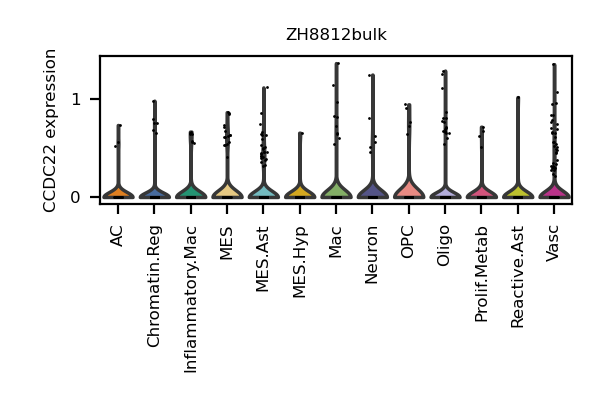 ZH8812bulk
CCDC22 expression
1
0
AC
Chromatin.Reg
Inflammatory.Mac
MES
MES.Ast
MES.Hyp
Mac
Neuron
OPC
Oligo
Prolif.Metab
Reactive.Ast
Vasc